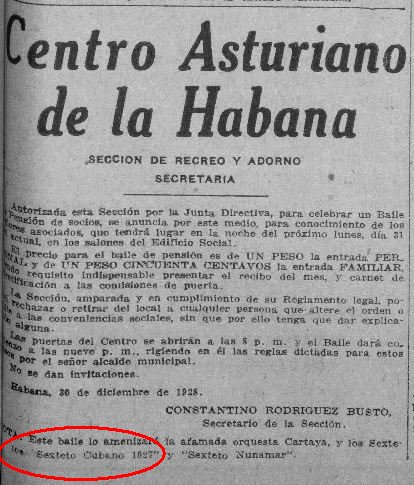 Centro Asturiano
de la Habana
SECCION DE RECREO Y ADORNO
SECRETARIA
Autorizada esta Sección por la Junta Directiva, para celebrar un Baile
Pensión de socios, se anuncia por este medio, para conocimiento de los
ores asociados, que tendrá lugar en la noche del próximo lunes, día 31
actual, en los salones del Edificio Social.
El precio para el baile de pensión es de UN PESO la entrada PER-
NAL y de UN PESO CINCUENTA CENTAVOS la entrada FAMILIAR,
ndo requisito indispensable presentar el recibo del mes, y carnet de
tificación a las comisiones de puerta.
La Sección, amparada y en cumplimiento de su Reglamento legal, po-
rechazar o retirar del local a cualquier persona que altere el orden o
e a las conveniencias sociales, sin que por ello tenga que dar explica-
alguna.
Las puertas del Centro se abrirán a las 8 p. m. y el Baile dará co-
enzo a las nueve p. m., rigiendo en él las reglas dictadas para estos
por el señor alcalde municipal.
No se dan invitaciones.
Habana, 30 de diciembre de 1928.
CONSTANTINO RODRIGUEZ BUSTO,
Secretario de la Sección.
NOTA: Este baile lo amenizará la afamada orquesta Cartaya, y los Sexte-
tos "Sexteto Cubano 1927" y "Sexteto Nunamar".